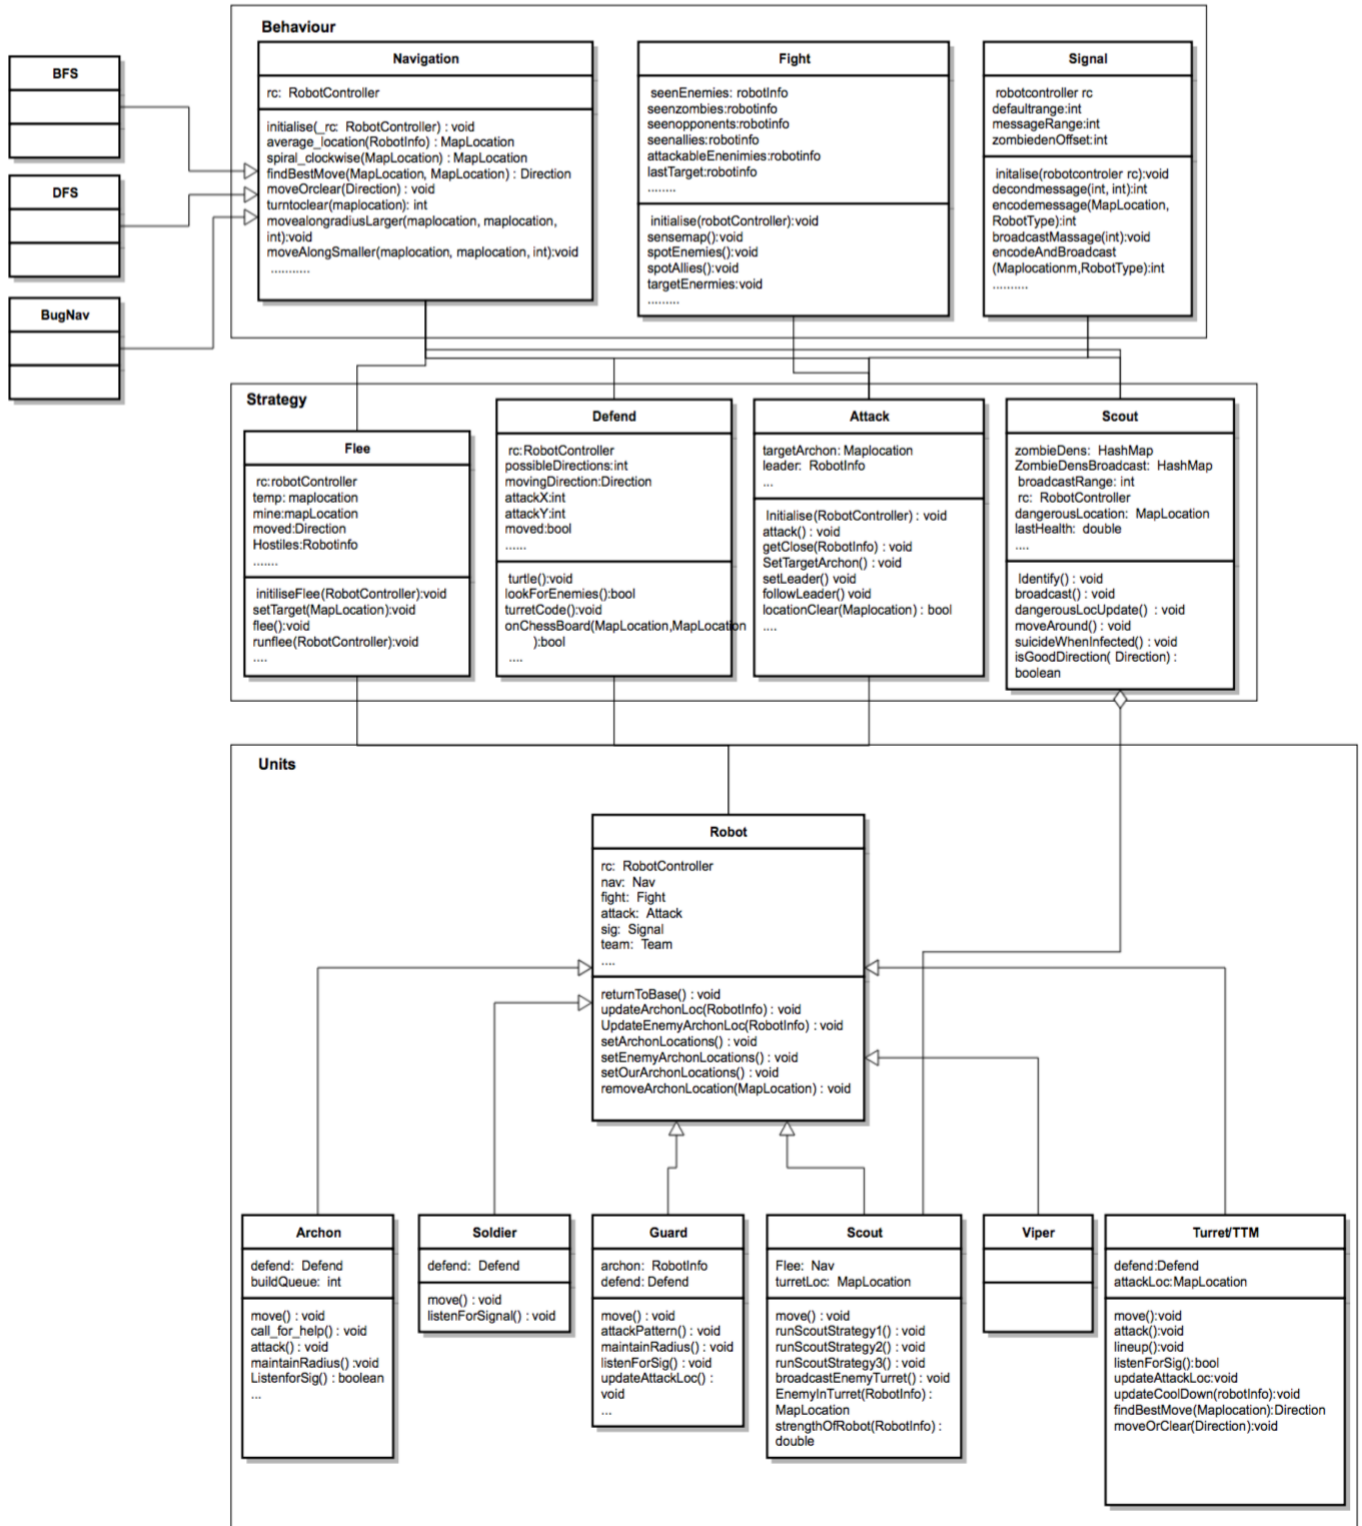 Behaviour
BFS
DFS
BugNav
Navigation
rc: RobotController
initialise(_rc: RobotController) : void
average_location(RobotInfo) : MapLocation
spiral_clockwise(MapLocation) : MapLocation
findBestMove(MapLocation, MapLocation) : Direction
moveOrclear(Direction) : void
turntoclear(maplocation): int
movealongradiusLarger(maplocation, maplocation,
int):void
moveAlongSmaller(maplocation, maplocation, int):void
...........
Fight
seenEnemies: robotInfo
seenzombies:robotinfo
seenopponents:robotinfo
seenallies:robotinfo
attackableEnenimies:robotinfo
lastTarget:robotinfo
........
initialise(robotController):void
sensemap():void
spotEnemies():void
spotAllies():void
targetEnermies:void
.........
Signal
robotcontroller rc
defaultrange:int
messageRange:int
zombiedenOffset:int
initalise(robotcontroler rc):void
decondmessage(int, int):int
encodemessage(MapLocation,
RobotType):int
broadcastMassage(int):void
encodeAndBroadcast
(Maplocationm,RobotType):int
..........
Strategy
Flee
rc:robotController
temp: maplocation
mine:mapLocation
moved:Direction
Hostiles:Robotinfo
.......
initiliseFlee(RobotController):void
setTarget(MapLocation):void
flee():void
runflee(RobotController):void
....
Defend
rc:RobotController
possibleDirections:int
movingDirection:Direction
attackX:int
attackY:int
moved:bool
......
turtle():void
lookForEnemies():bool
turretCode():void
onChessBoard(MapLocation,MapLocation
):bool
....
Attack
targetArchon: Maplocation
leader: RobotInfo
...
Initialise(RobotController) : void
attack() : void
getClose(RobotInfo) : void
SetTargetArchon() : void
setLeader() void
followLeader() void
locationClear(Maplocation) : bool
....
Scout
zombieDens: HashMap
ZombieDensBroadcast: HashMap
broadcastRange: int
rc: RobotController
dangerousLocation: MapLocation
lastHealth: double
....
Identify() : void
broadcast() : void
dangerousLocUpdate() : void
moveAround() : void
suicideWhenInfected() : void
isGoodDirection( Direction) :
boolean
Units
Robot
rc: RobotController
nav: Nav
fight: Fight
attack: Attack
sig: Signal
team: Team
....
returnToBase() : void
updateArchonLoc(RobotInfo) : void
UpdateEnemyArchonLoc(RobotInfo) : void
setArchonLocations() : void
setEnemyArchonLocations() : void
setOurArchonLocations() : void
removeArchonLocation(MapLocation) : void
Archon
defend: Defend
buildQueue: int
move() : void
call_for_help() : void
attack() : void
maintainRadius() :void
ListenforSig() : boolean
...
Soldier
defend: Defend
move() : void
listenForSignal() : void
Guard
archon: RobotInfo
defend: Defend
move() : void
attackPattern() : void
maintainRadius() : void
listenForSig() : void
updateAttackLoc() :
void
...
Scout
Flee: Nav
turretLoc: MapLocation
move() : void
runScoutStrategy1() : void
runScoutStrategy2() : void
runScoutStrategy3() : void
broadcastEnemyTurret() : void
EnemyInTurret(RobotInfo) :
MapLocation
strengthOfRobot(RobotInfo) :
double
Viper
Turret/TTM
defend:Defend
attackLoc:MapLocation
move():void
attack():void
lineup():void
listenForSig():bool
updateAttackLoc:void
updateCoolDown(robotInfo):void
findBestMove(Maplocation):Direction
moveOrClear(Direction):void